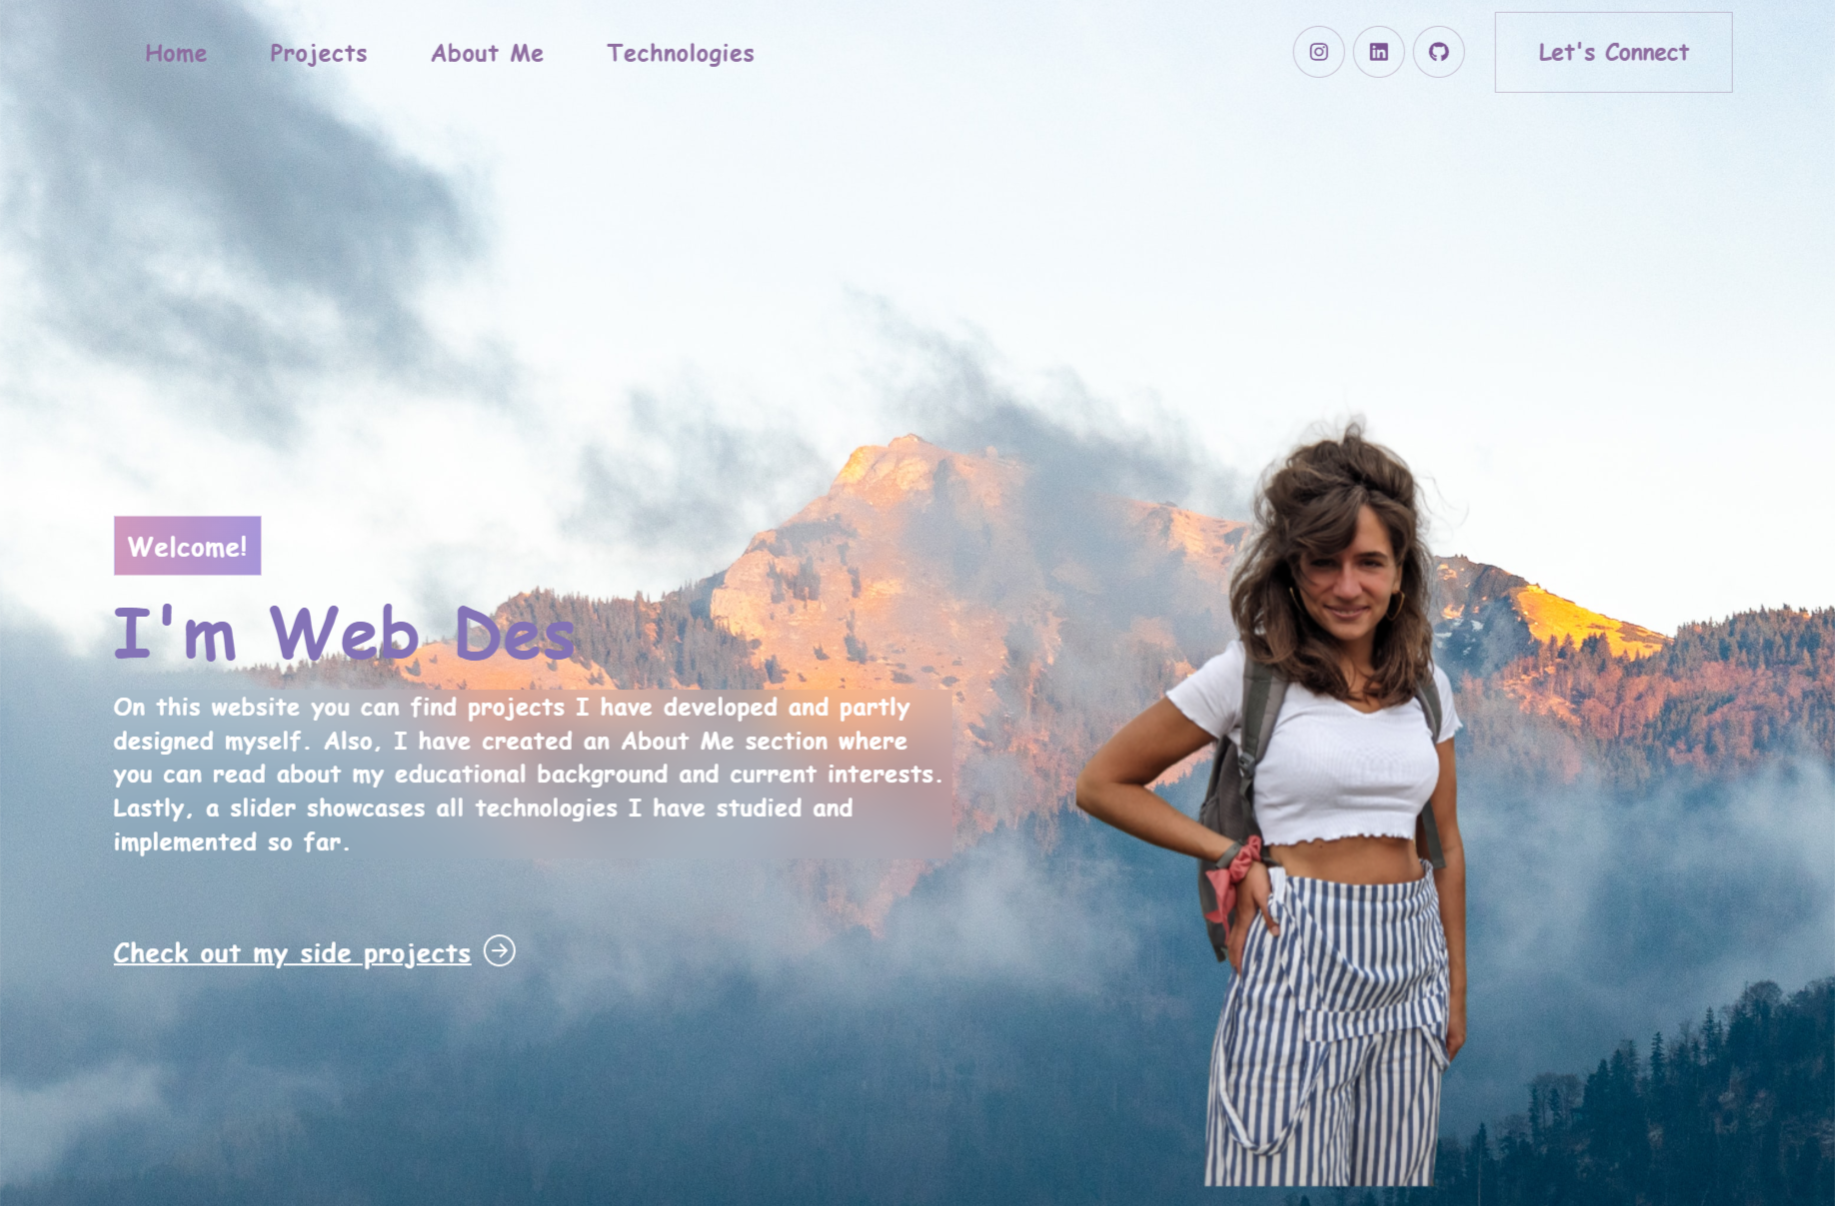 Home Projects About Me Technologies Let's Connect
Welcome!
I'm Web Des
On this website you can find projects I have developed and partly
designed myself. Also, I have created an About Me section where
you can read about my educational background and current interests.
Lastly, a slider showcases all technologies I have studied and
implemented so far.
Check out my side projects